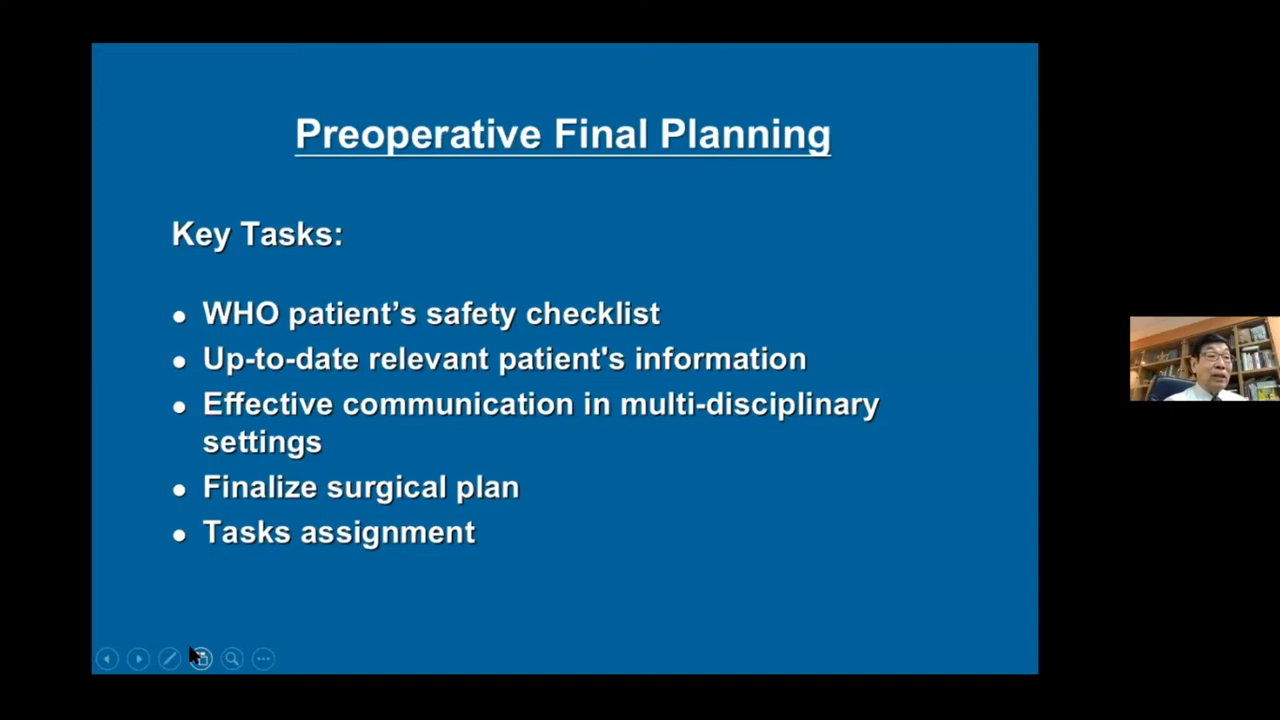 Preoperative Final Planning
Key Tasks:
WHO patient’s safety checklist
Up-to-date relevant patient's information
Effective communication in multi-disciplinary
settings
Finalize surgical plan
Tasks assignment